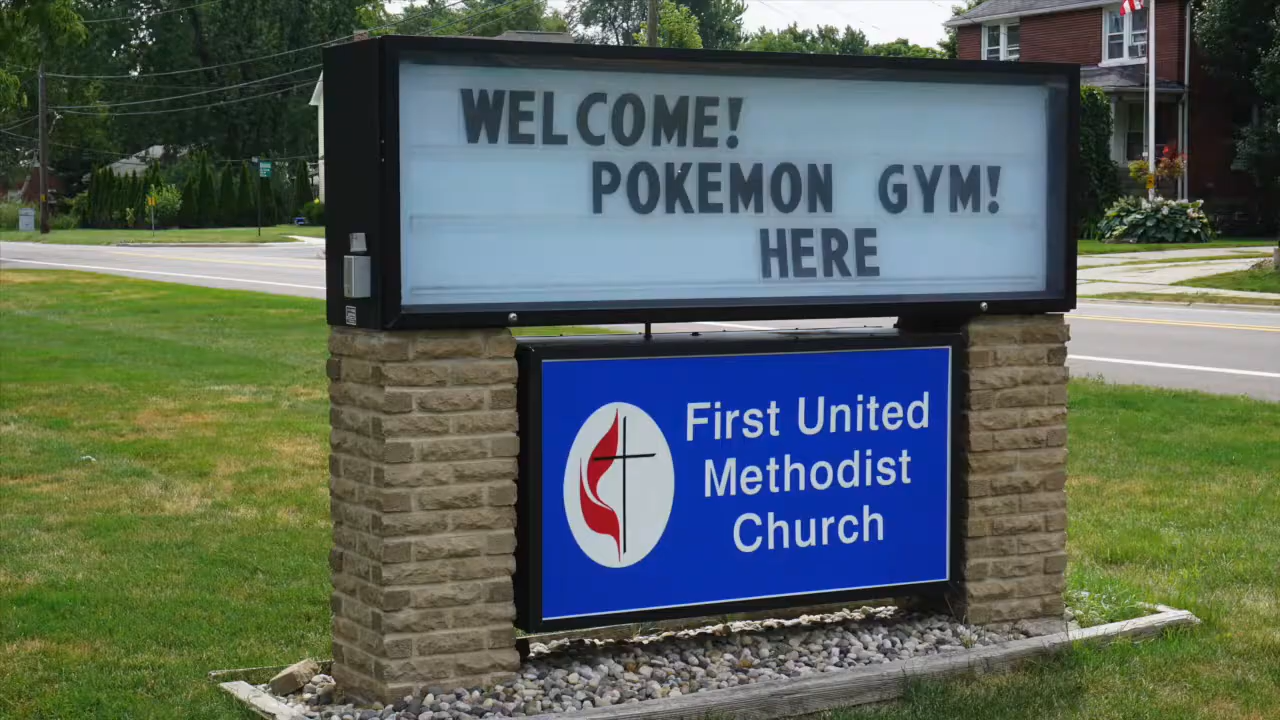 WELCOME!
POKEMON GYM!
HERE
First United
Methodist
Church